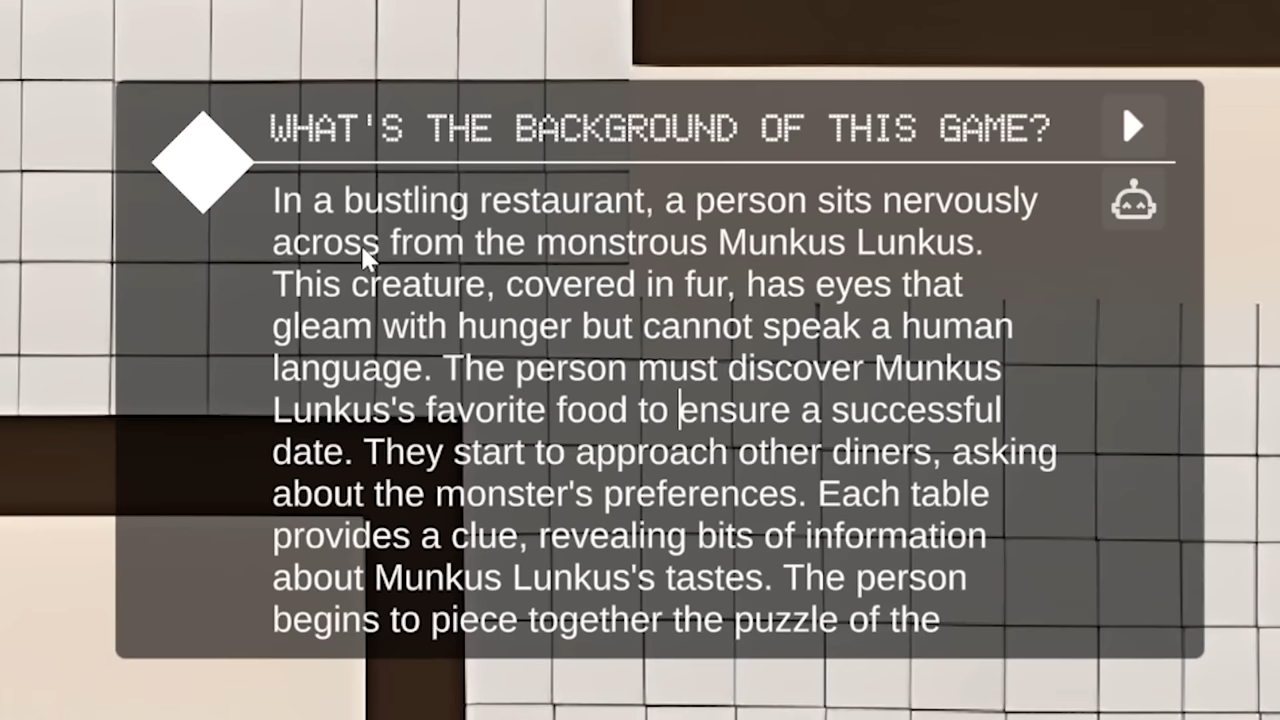 WHAT'S THE BACKGROUND OF THIS GAME?
In a bustling restaurant, a person sits nervously
across from the monstrous Munkus Lunkus.
This creature, covered in fur, has eyes that
gleam with hunger but cannot speak a human
language. The person must discover Munkus
Lunkus's favorite food to ensure a successful
date. They start to approach other diners, asking
about the monster's preferences. Each table
provides a clue, revealing bits of information
about Munkus Lunkus's tastes. The person
begins to piece together the puzzle of the